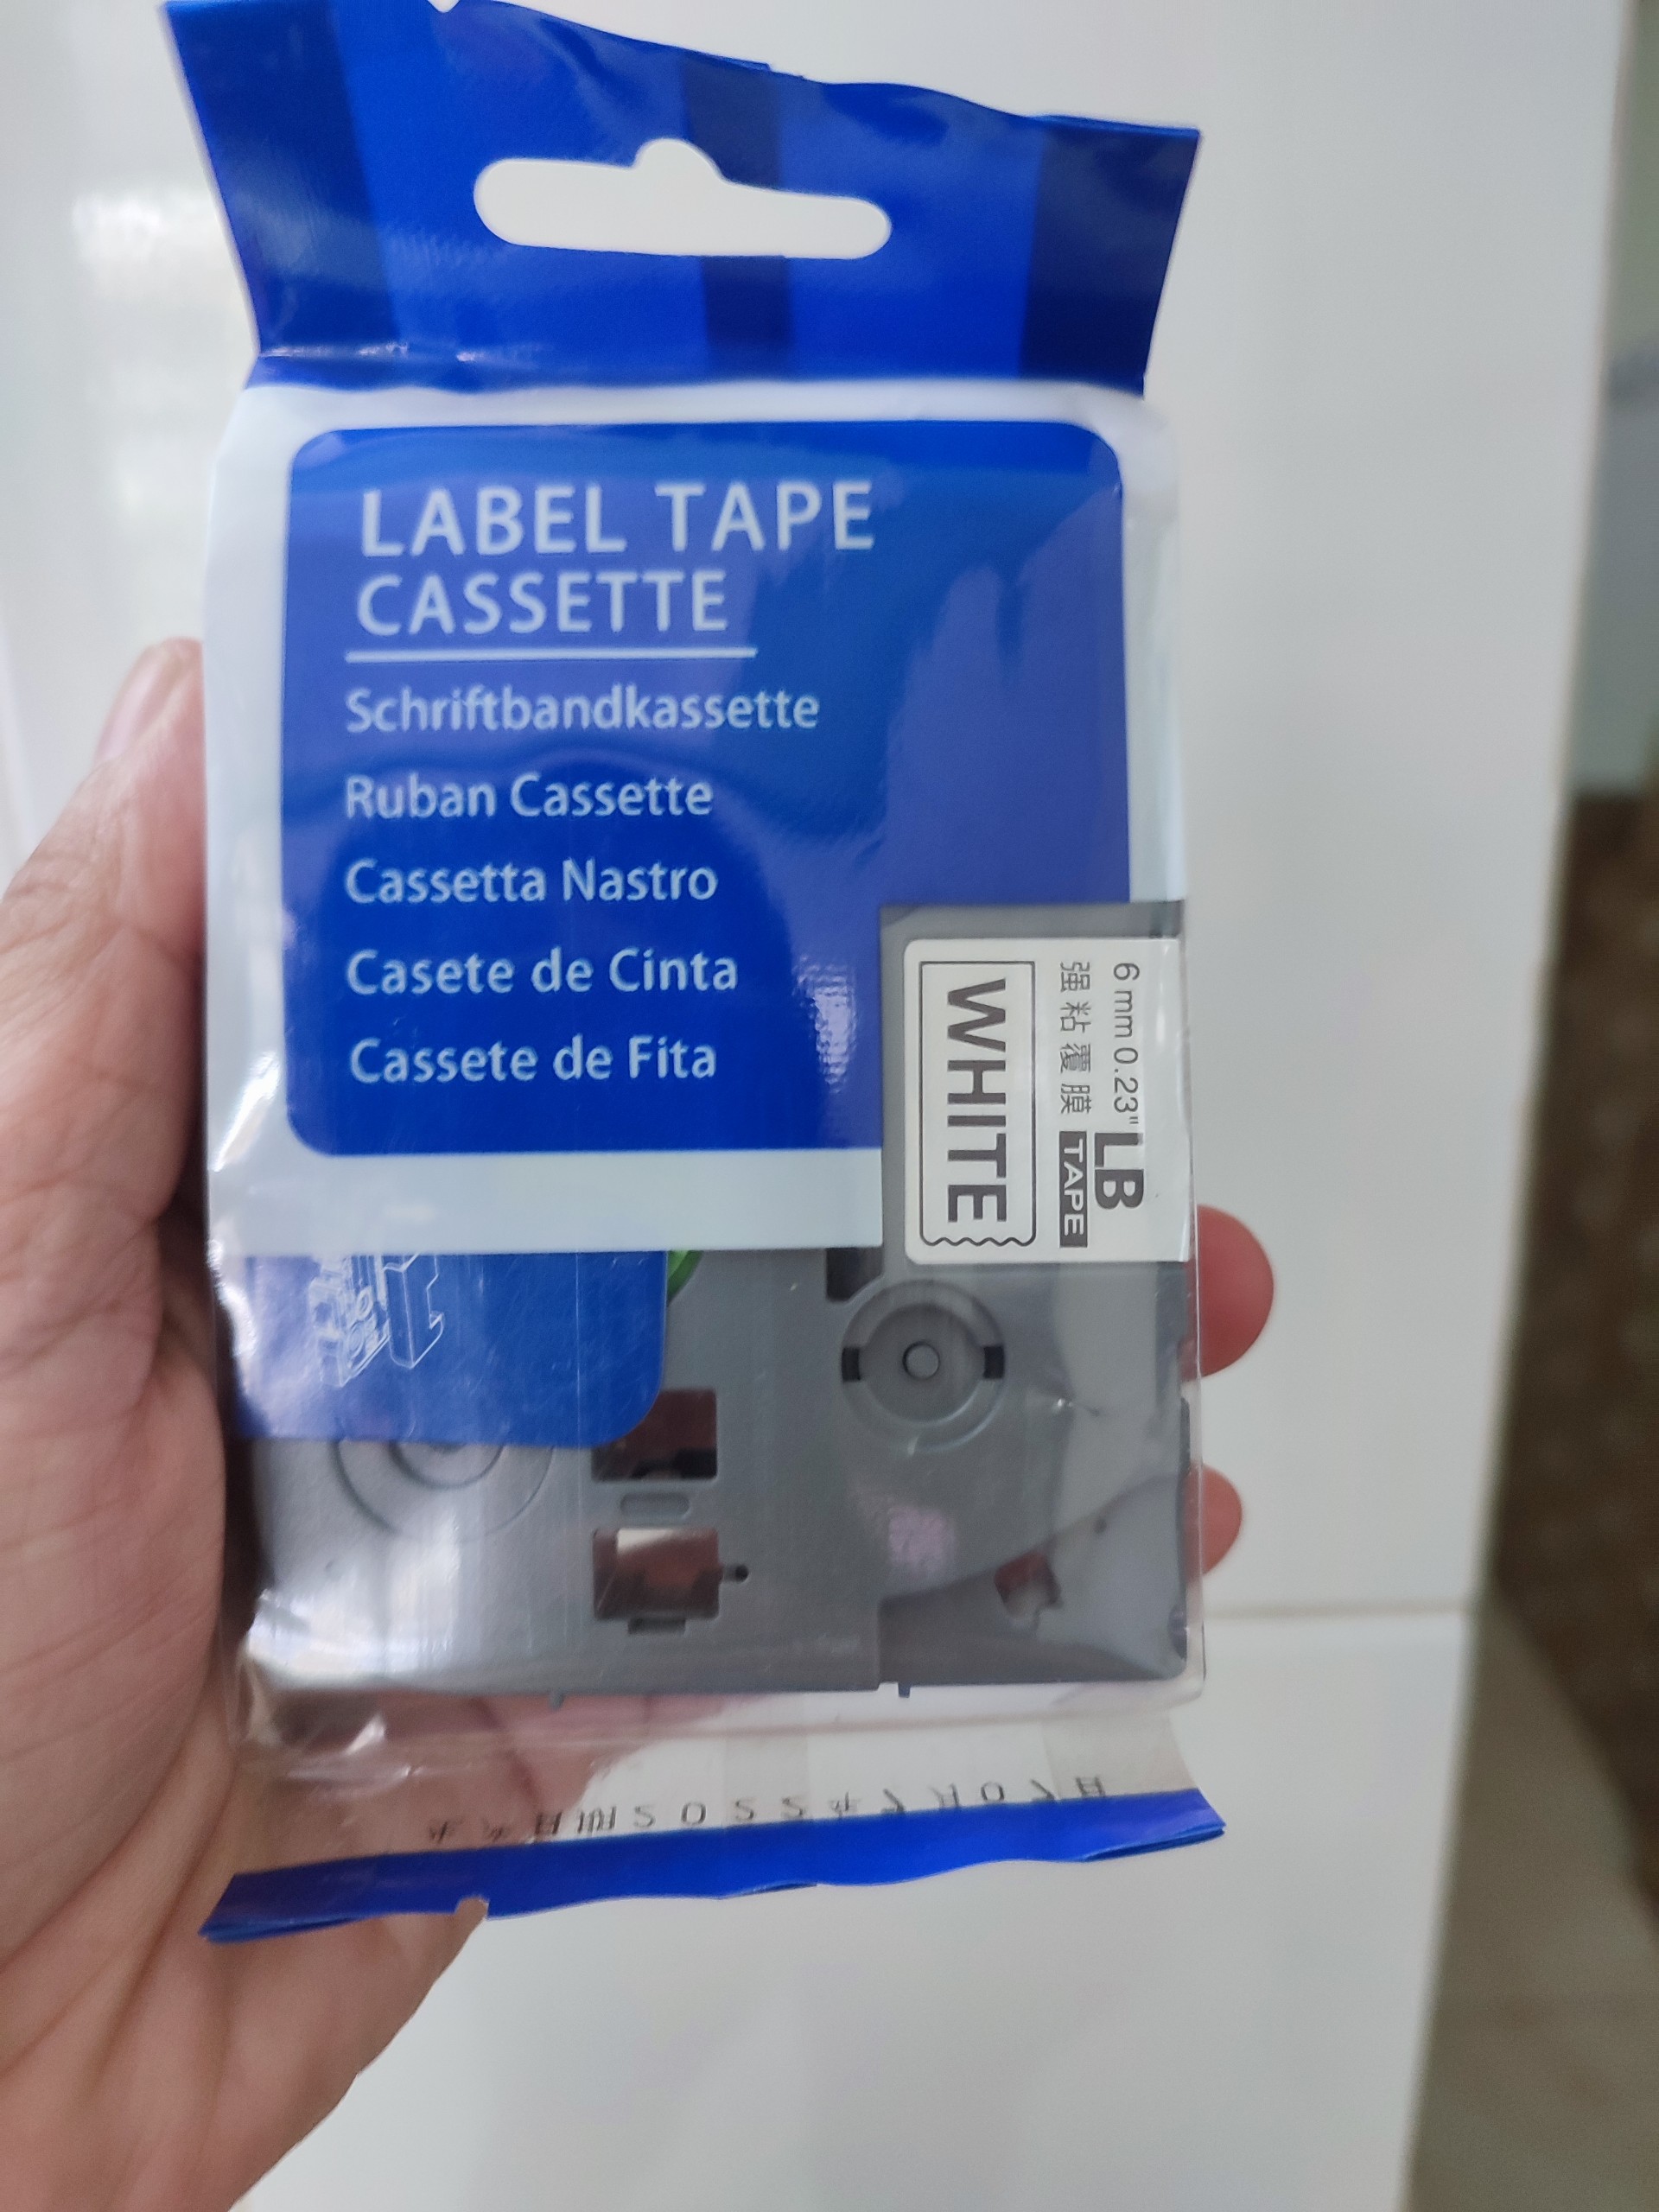 LABEL TAPE
CASSETTE
Schriftbandkassette
Ruban Cassette
Cassetta Nastro
Casete de Cinta
Cassete de Fita
6 mm 0.23" LB
强粘覆膜 TAPE
WHITE